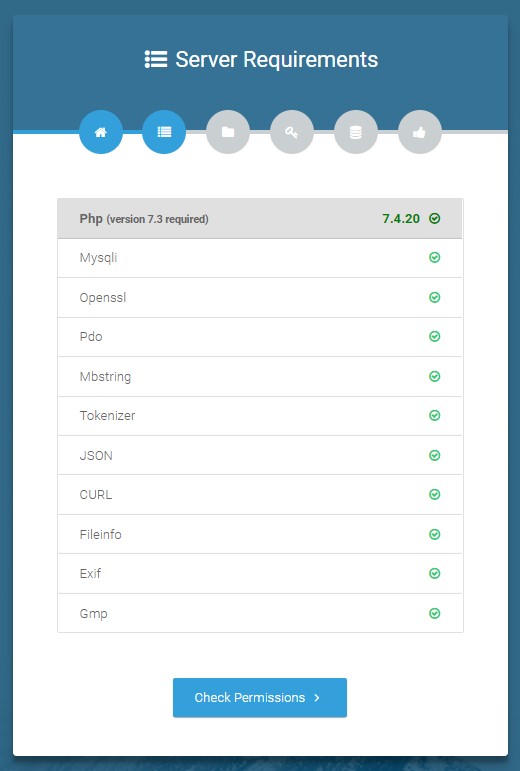 Server Requirements
Php (version 7.3 required) 7.4.20
Mysqli
Openssl
Pdo
Mbstring
Tokenizer
JSON
CURL
Fileinfo
Exif
Gmp
Check Permissions